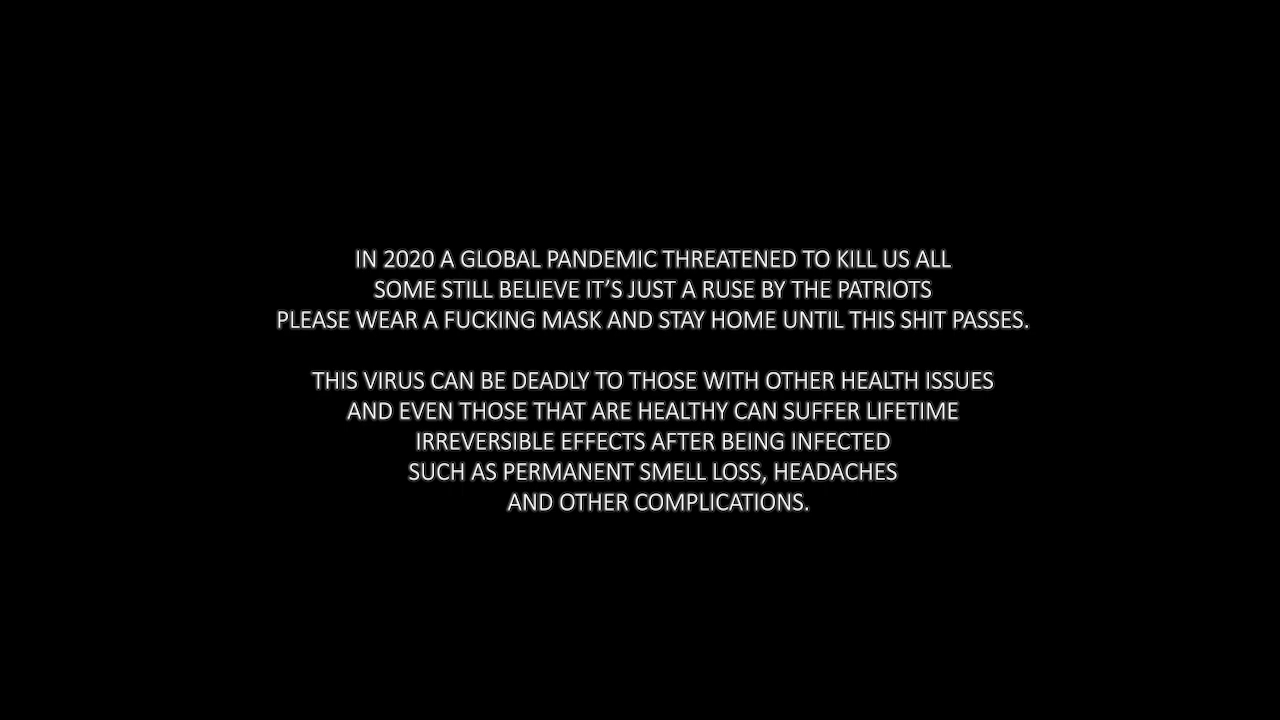 IN 2020 A GLOBAL PANDEMIC THREATENED TO KILL US ALL
SOME STILL BELIEVE IT’S JUST A RUSE BY THE PATRIOTS
PLEASE WEAR A FUCKING MASK AND STAY HOME UNTIL THIS SHIT PASSES.
THIS VIRUS CAN BE DEADLY TO THOSE WITH OTHER HEALTH ISSUES
AND EVEN THOSE THAT ARE HEALTHY CAN SUFFER LIFETIME
IRREVERSIBLE EFFECTS AFTER BEING INFECTED
SUCH AS PERMANENT SMELL LOSS, HEADACHES
AND OTHER COMPLICATIONS.